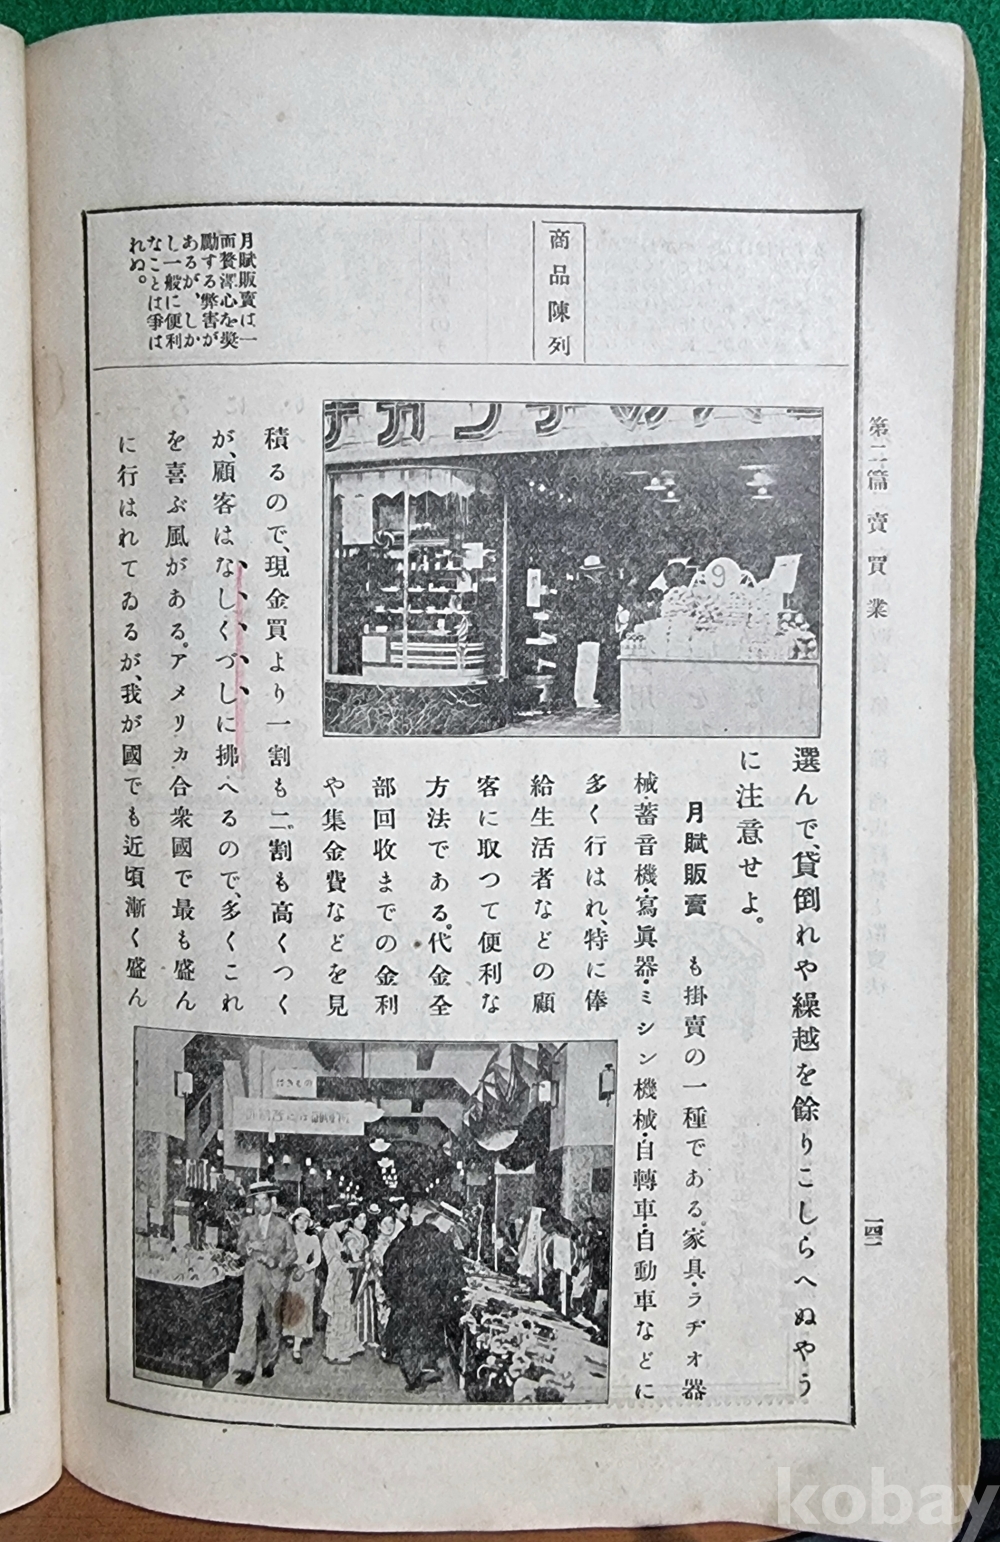 第二篇 賣買業
一四二
商品陳列
選んで、貸倒れや繰越を餘りこしらへぬやう
に注意せよ。
月賦販賣 も掛賣の一種である。家具・ラヂオ器
械・蓄音機・寫眞器・ミシン機械・自轉車・自動車などに
多く行はれ、特に俸
給生活者などの顧
客に取つて便利な
方法である。代金全
部回收までの金利
や集金費などを見
積るので、現金買より一割も二割も高くつく
が、顧客はなしくづしに拂へるので、多くこれ
を喜ぶ風がある。アメリカ合衆國で最も盛ん
に行はれてゐるが、我が國でも近頃漸く盛ん
月賦販賣は一
面贅澤心を奬
勵する弊害が
あるが、しか
し一般に便利
なことは爭は
れぬ。
9
はきもの
kobay